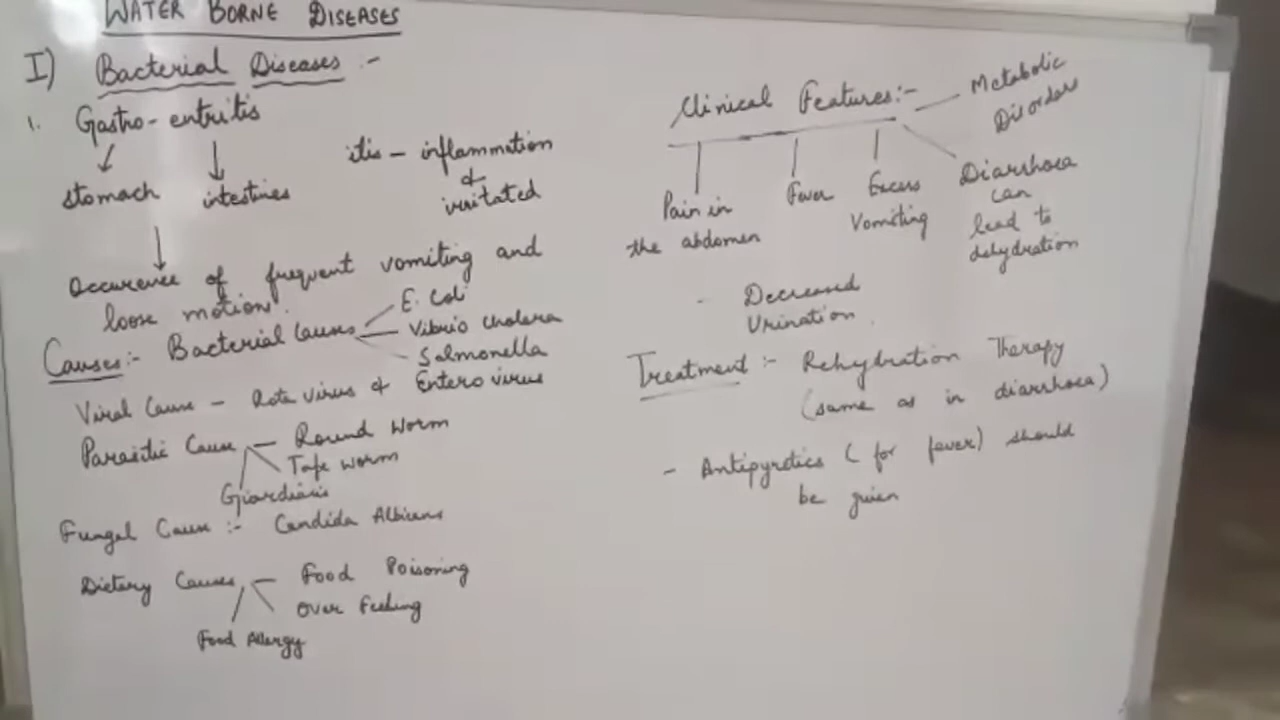 WATER BORNE DISEASES
I) Bacterial Diseases :-
1. Gastro-entritis
stomach intestines
itis - inflammation
&
irritated
Occurence of frequent vomiting and
loose motion.
Causes:- Bacterial Causes
E. Coli
Vibrio cholera
Salmonella
Viral Cause - Rota virus & Entero virus
Parasitic Cause - Round Worm
Tape worm
Giardiasis
Fungal Cause :- Candida Albicans
Dietary Causes - Food Poisoning
Over Feeding
Food Allergy
Clinical Features:-
Metabolic
Disorders
Pain in
the abdomen
Fever
Excess
Vomiting
Diarrhoea
can
lead to
dehydration
- Decreased
Urination.
Treatment :- Rehydration Therapy
(same as in diarrhoea)
- Antipyretics (for fever) should
be given